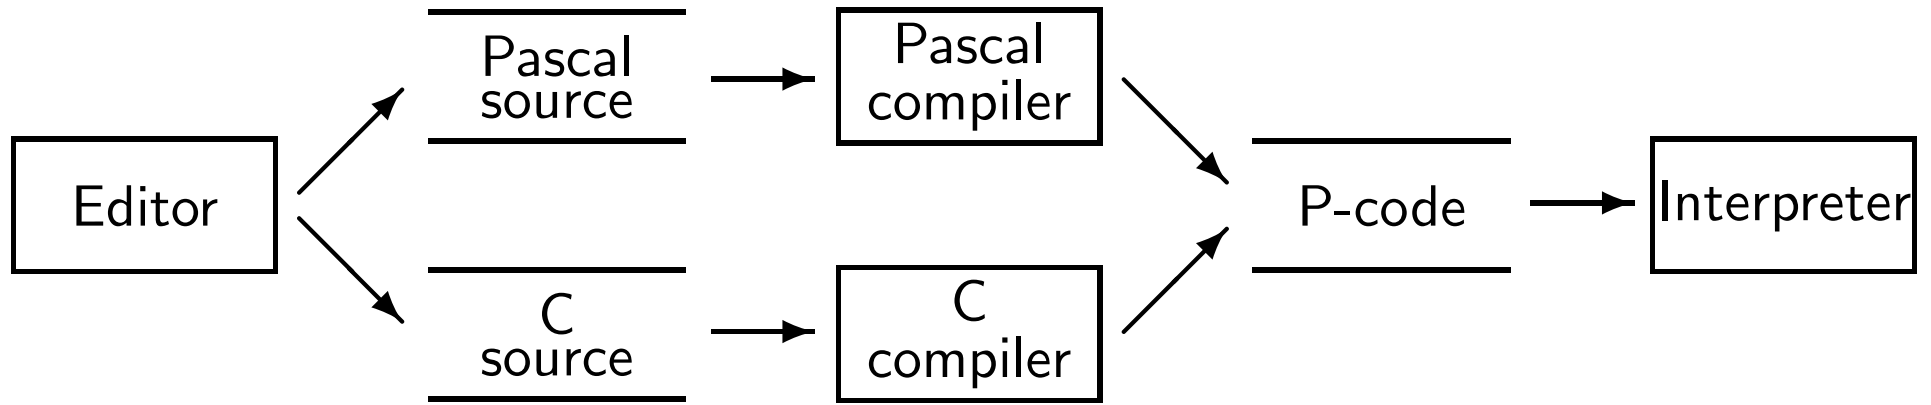 Editor
Pascal
source
Pascal
compiler
C
source
C
compiler
P-code
Interpreter